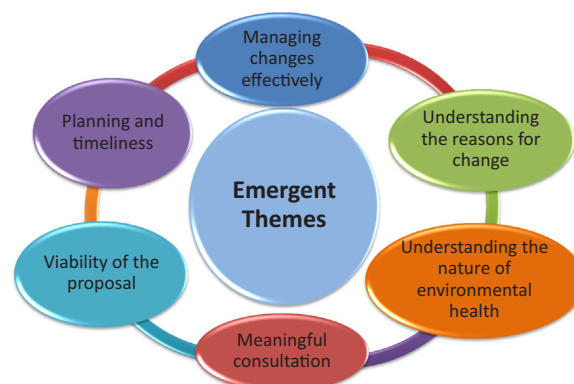 Managing
changes
effectively
Understanding
the reasons for
change
Understanding the
nature of
environmental
health
Meaningful
consultation
Viability of the
proposal
Planning and
timeliness
Emergent
Themes